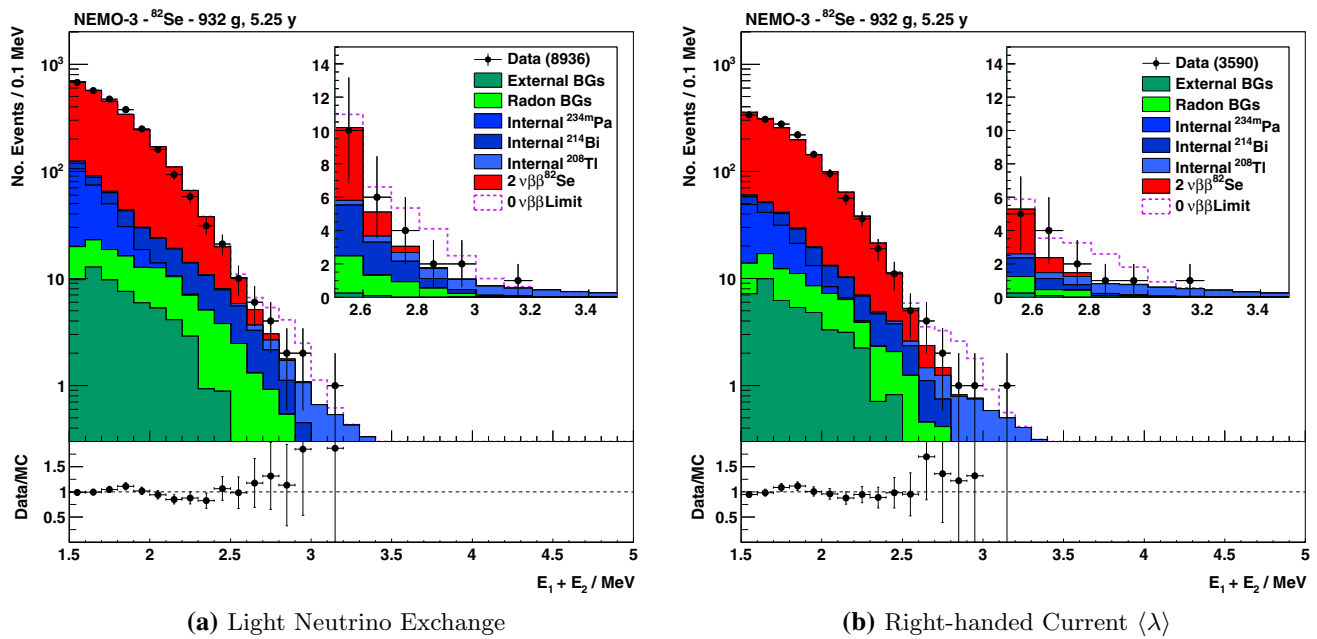 NEMO-3 - ⁸²Se - 932 g, 5.25 y
No. Events / 0.1 MeV
10³
10²
10
1
14
12
10
8
6
4
2
0
Data (8936)
External BGs
Radon BGs
Internal ²³⁴ᵐPa
Internal ²¹⁴Bi
Internal ²⁰⁸Tl
2 νββ⁸²Se
0 νββ Limit
2.6 2.8 3 3.2 3.4
Data/MC
1.5
1
0.5
1.5 2 2.5 3 3.5 4 4.5 5
E₁ + E₂ / MeV
(a) Light Neutrino Exchange
NEMO-3 - ⁸²Se - 932 g, 5.25 y
No. Events / 0.1 MeV
10³
10²
10
1
14
12
10
8
6
4
2
0
Data (3590)
External BGs
Radon BGs
Internal ²³⁴ᵐPa
Internal ²¹⁴Bi
Internal ²⁰⁸Tl
2 νββ⁸²Se
0 νββ Limit
2.6 2.8 3 3.2 3.4
Data/MC
1.5
1
0.5
1.5 2 2.5 3 3.5 4 4.5 5
E₁ + E₂ / MeV
(b) Right-handed Current ⟨λ⟩